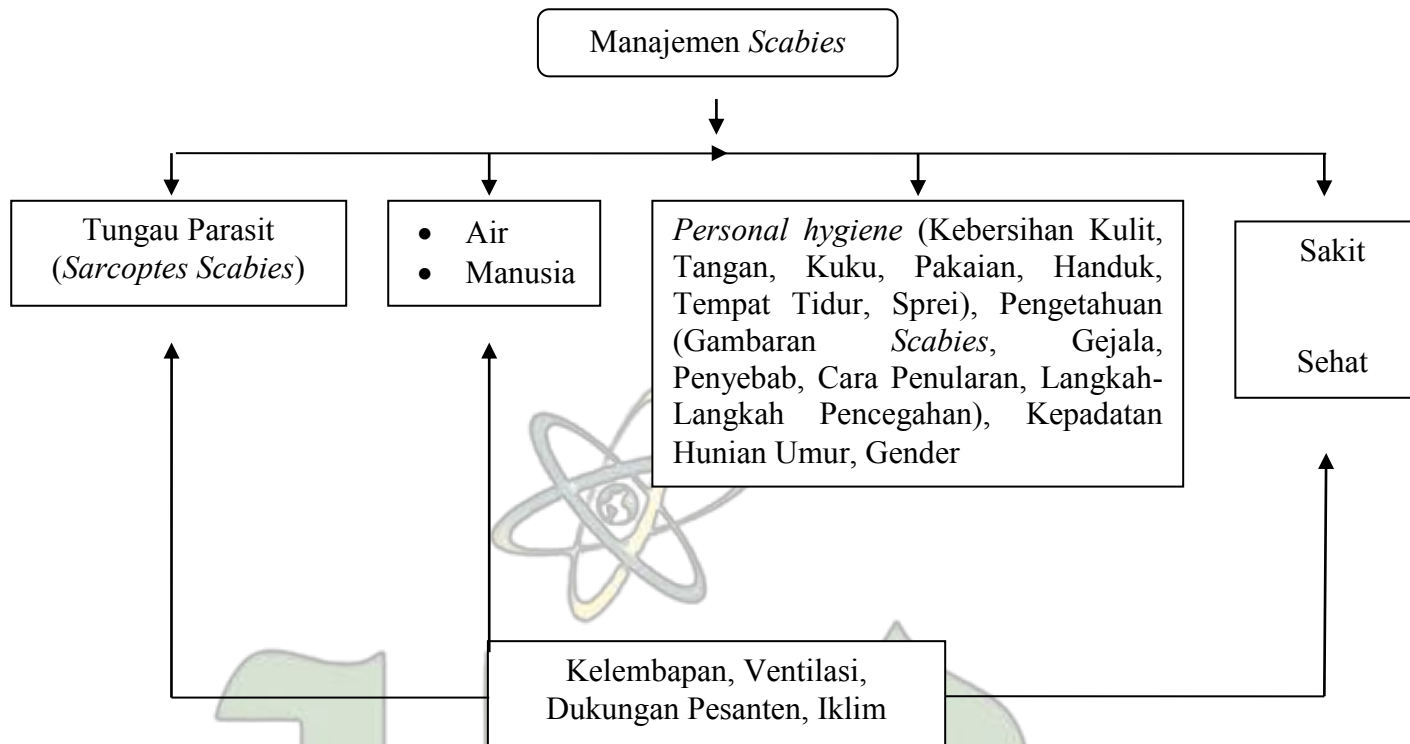 Manajemen Scabies
Tungau Parasit
(Sarcoptes Scabies)
• Air
• Manusia
Personal hygiene (Kebersihan Kulit,
Tangan, Kuku, Pakaian, Handuk,
Tempat Tidur, Sprei), Pengetahuan
(Gambaran Scabies, Gejala,
Penyebab, Cara Penularan, Langkah-
Langkah Pencegahan), Kepadatan
Hunian Umur, Gender
Sakit
Sehat
Kelembapan, Ventilasi,
Dukungan Pesanten, Iklim